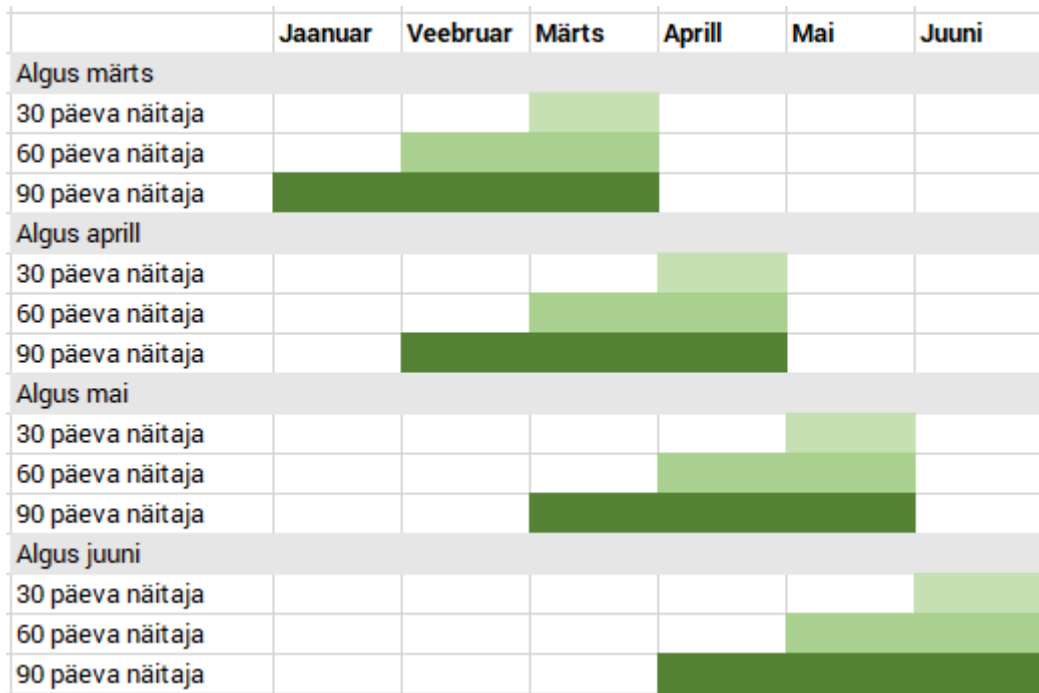 Jaanuar Veebruar Märts Aprill Mai Juuni
Algus märts
30 päeva näitaja
60 päeva näitaja
90 päeva näitaja
Algus aprill
30 päeva näitaja
60 päeva näitaja
90 päeva näitaja
Algus mai
30 päeva näitaja
60 päeva näitaja
90 päeva näitaja
Algus juuni
30 päeva näitaja
60 päeva näitaja
90 päeva näitaja